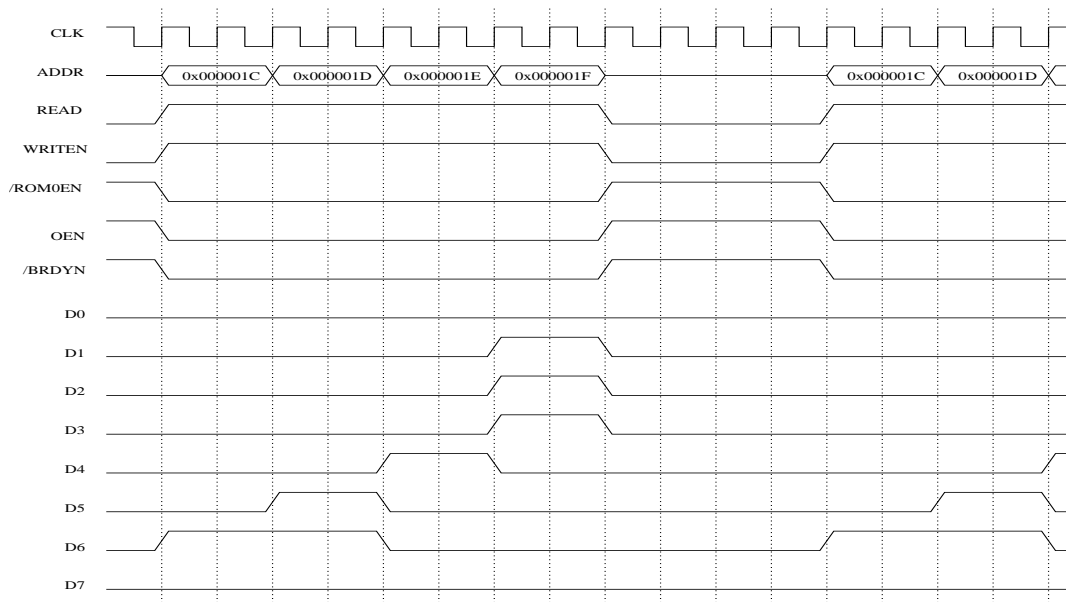 CLK
ADDR 0x000001C 0x000001D 0x000001E 0x000001F 0x000001C 0x000001D
READ
WRITEN
/ROM0EN
OEN
/BRDYN
D0
D1
D2
D3
D4
D5
D6
D7